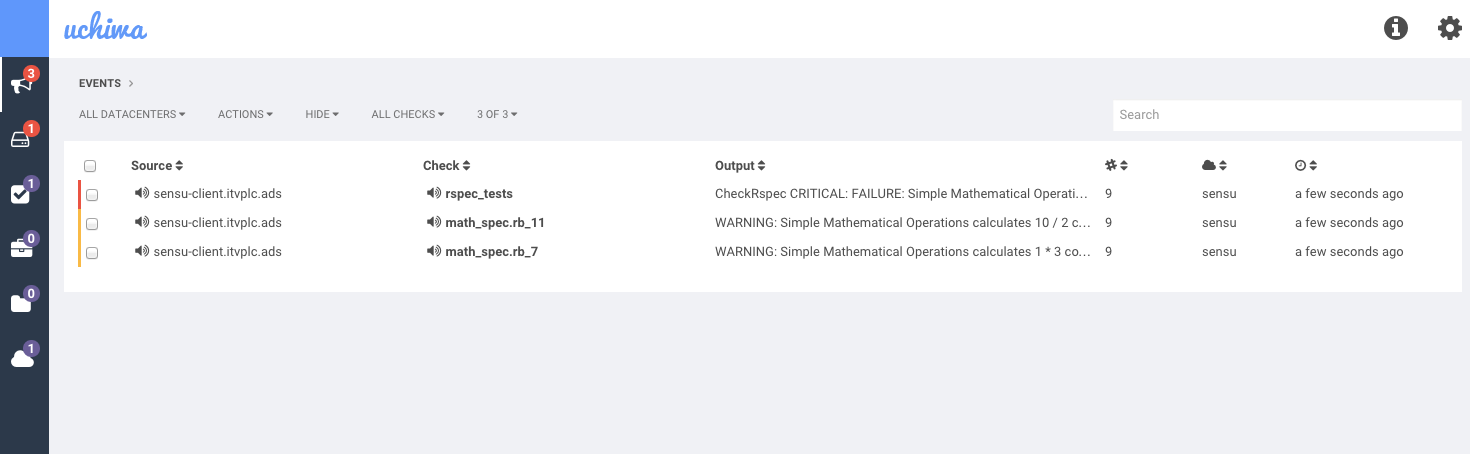 uchiwa
3
1
1
0
0
1
EVENTS
ALL DATACENTERS ACTIONS HIDE ALL CHECKS 3 OF 3 Search
Source Check Output
sensu-client.itvplc.ads rspec_tests CheckRspec CRITICAL: FAILURE: Simple Mathematical Operati... 9 sensu a few seconds ago
sensu-client.itvplc.ads math_spec.rb_11 WARNING: Simple Mathematical Operations calculates 10 / 2 c... 9 sensu a few seconds ago
sensu-client.itvplc.ads math_spec.rb_7 WARNING: Simple Mathematical Operations calculates 1 * 3 co... 9 sensu a few seconds ago